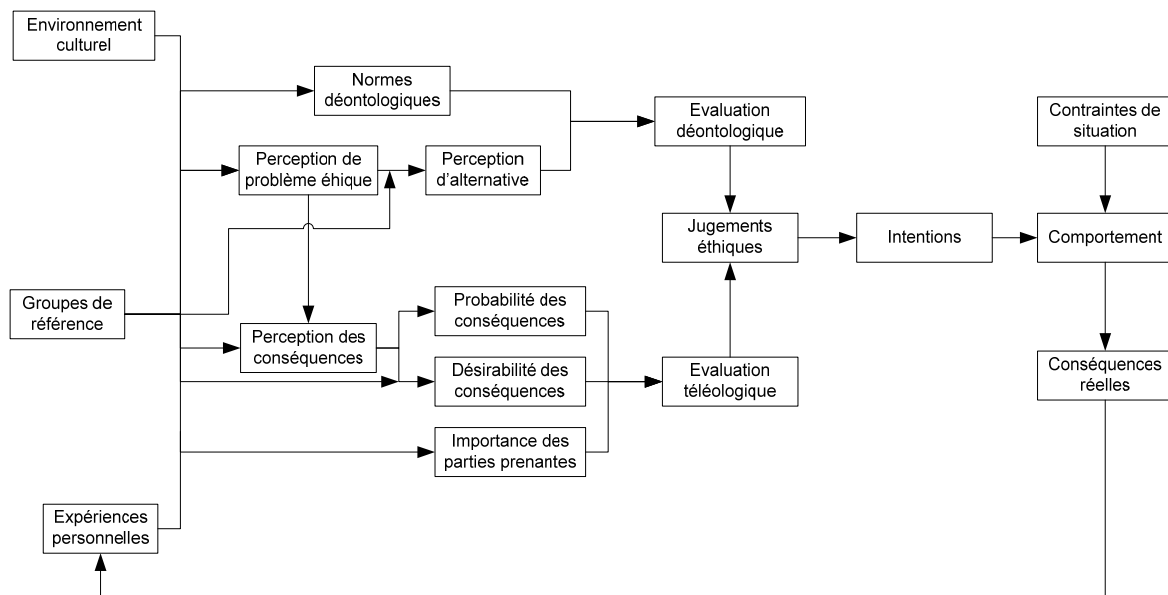 Environnement
culturel
Normes
déontologiques
Evaluation
déontologique
Contraintes de
situation
Perception de
problème éhique
Perception
d'alternative
Jugements
éthiques
Intentions
Comportement
Groupes de
référence
Probabilité des
conséquences
Perception des
conséquences
Désirabilité des
conséquences
Evaluation
téléologique
Conséquences
réelles
Importance des
parties prenantes
Expériences
personnelles